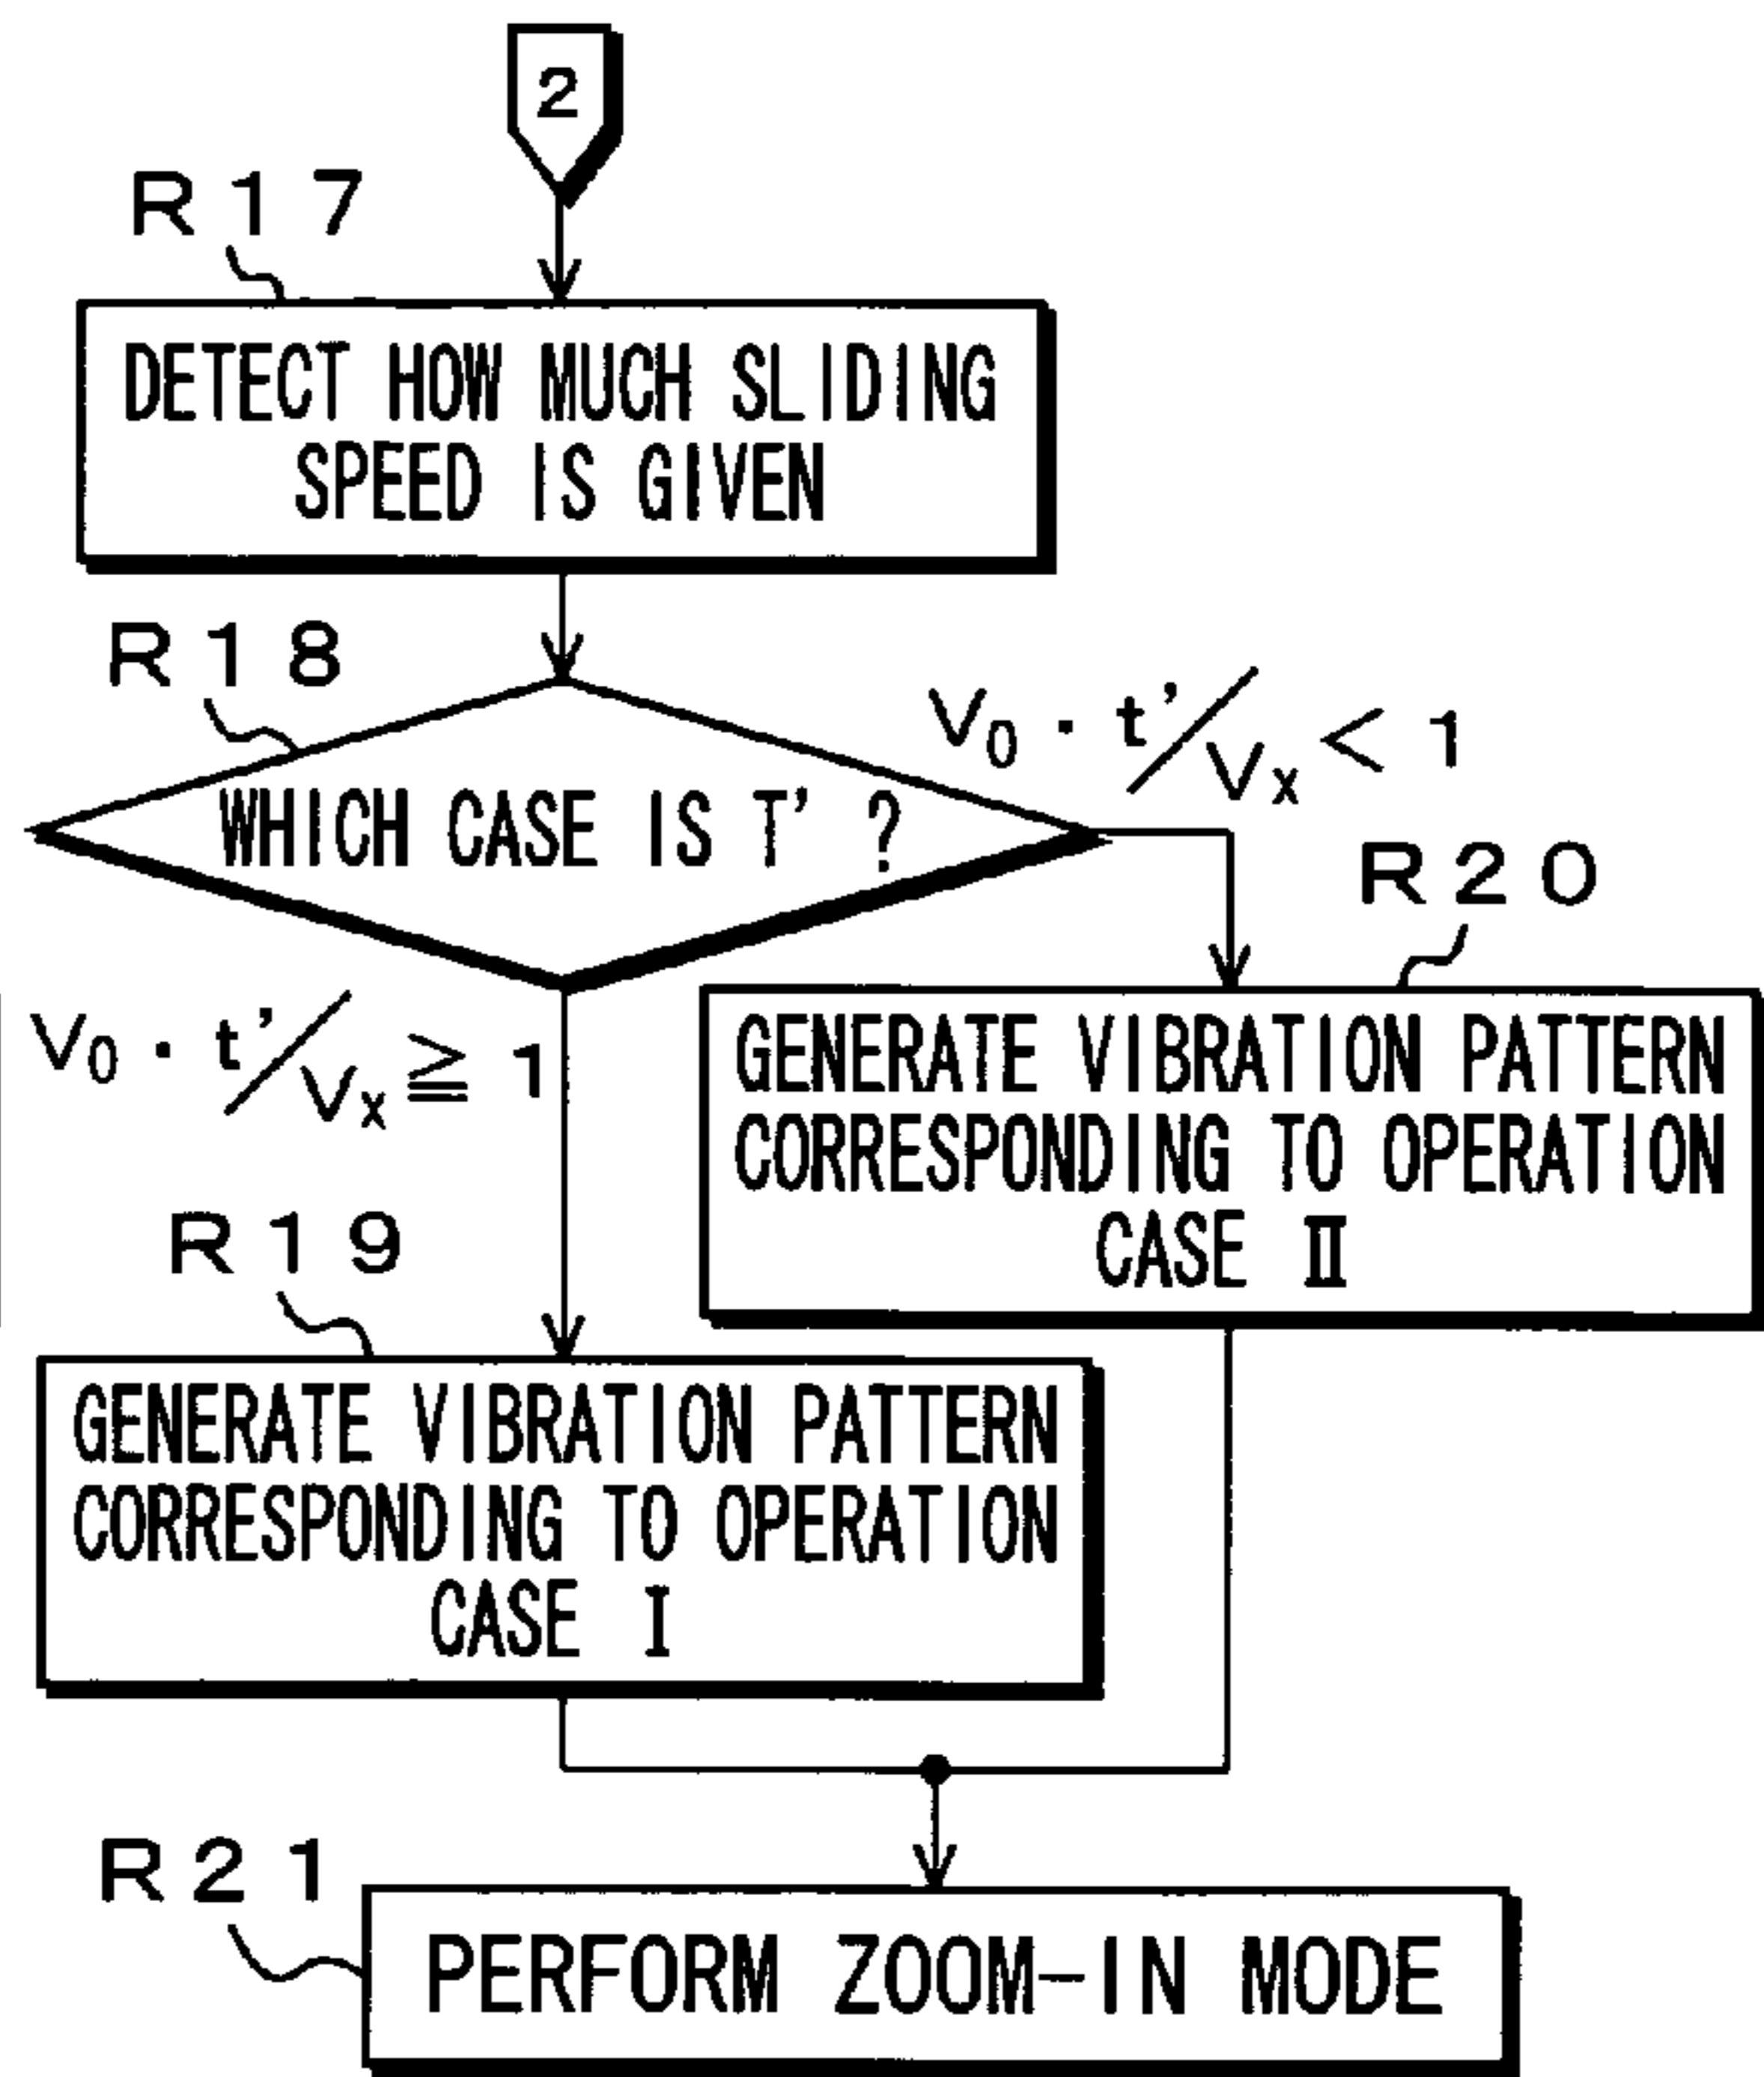 2
R17
DETECT HOW MUCH SLIDING
SPEED IS GIVEN
R18
V₀・t'/Vₓ < 1
WHICH CASE IS T' ?
R20
V₀・t'/Vₓ ≧ 1
GENERATE VIBRATION PATTERN
CORRESPONDING TO OPERATION
CASE II
R19
GENERATE VIBRATION PATTERN
CORRESPONDING TO OPERATION
CASE I
R21
PERFORM ZOOM-IN MODE